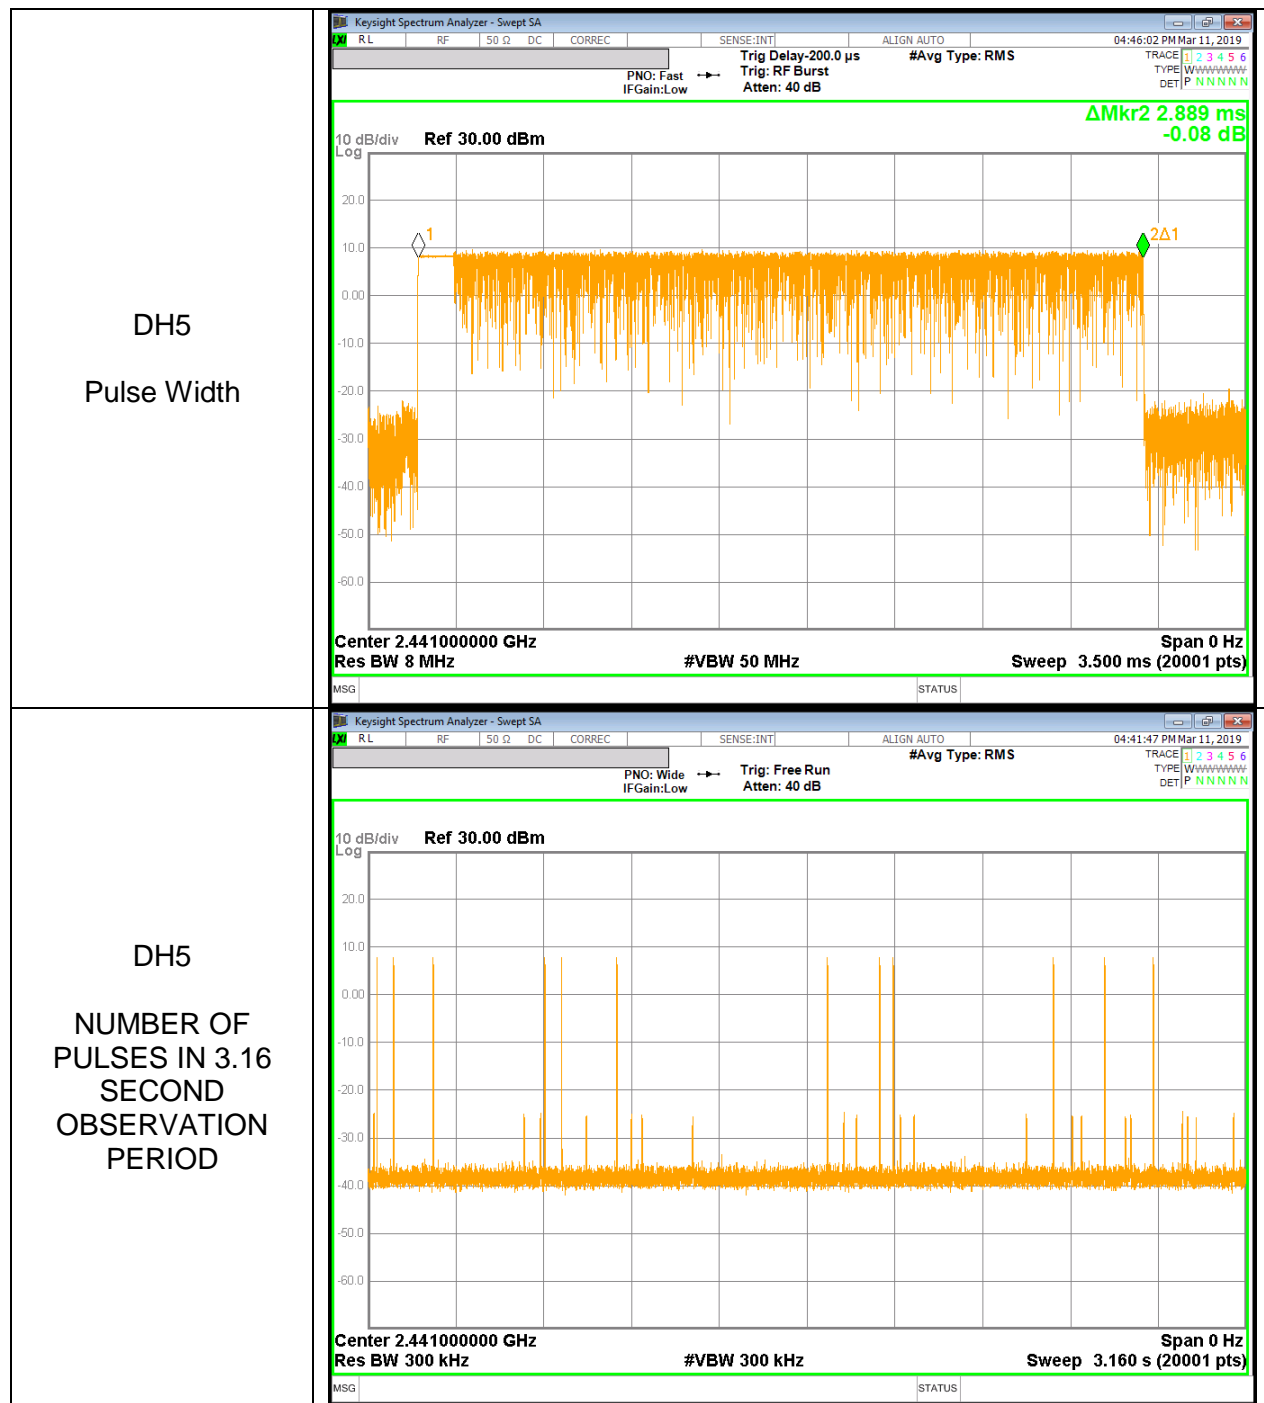 DH5
Pulse Width
Keysight Spectrum Analyzer - Swept SA
LXI RL RF 50 Ω DC CORREC SENSE:INT ALIGN AUTO 04:46:02 PM Mar 11, 2019
Trig Delay-200.0 µs #Avg Type: RMS TRACE 1 2 3 4 5 6
PNO: Fast Trig: RF Burst TYPE WWWWWW
IFGain:Low Atten: 40 dB DET P N N N N N
ΔMkr2 2.889 ms
-0.08 dB
10 dB/div Ref 30.00 dBm
Log
20.0
1
2Δ1
10.0
0.00
-10.0
-20.0
-30.0
-40.0
-50.0
-60.0
Center 2.441000000 GHz Span 0 Hz
Res BW 8 MHz #VBW 50 MHz Sweep 3.500 ms (20001 pts)
MSG STATUS
DH5
NUMBER OF
PULSES IN 3.16
SECOND
OBSERVATION
PERIOD
Keysight Spectrum Analyzer - Swept SA
LXI RL RF 50 Ω DC CORREC SENSE:INT ALIGN AUTO 04:41:47 PM Mar 11, 2019
#Avg Type: RMS TRACE 1 2 3 4 5 6
PNO: Wide Trig: Free Run TYPE WWWWWW
IFGain:Low Atten: 40 dB DET P N N N N N
10 dB/div Ref 30.00 dBm
Log
20.0
10.0
0.00
-10.0
-20.0
-30.0
-40.0
-50.0
-60.0
Center 2.441000000 GHz Span 0 Hz
Res BW 300 kHz #VBW 300 kHz Sweep 3.160 s (20001 pts)
MSG STATUS